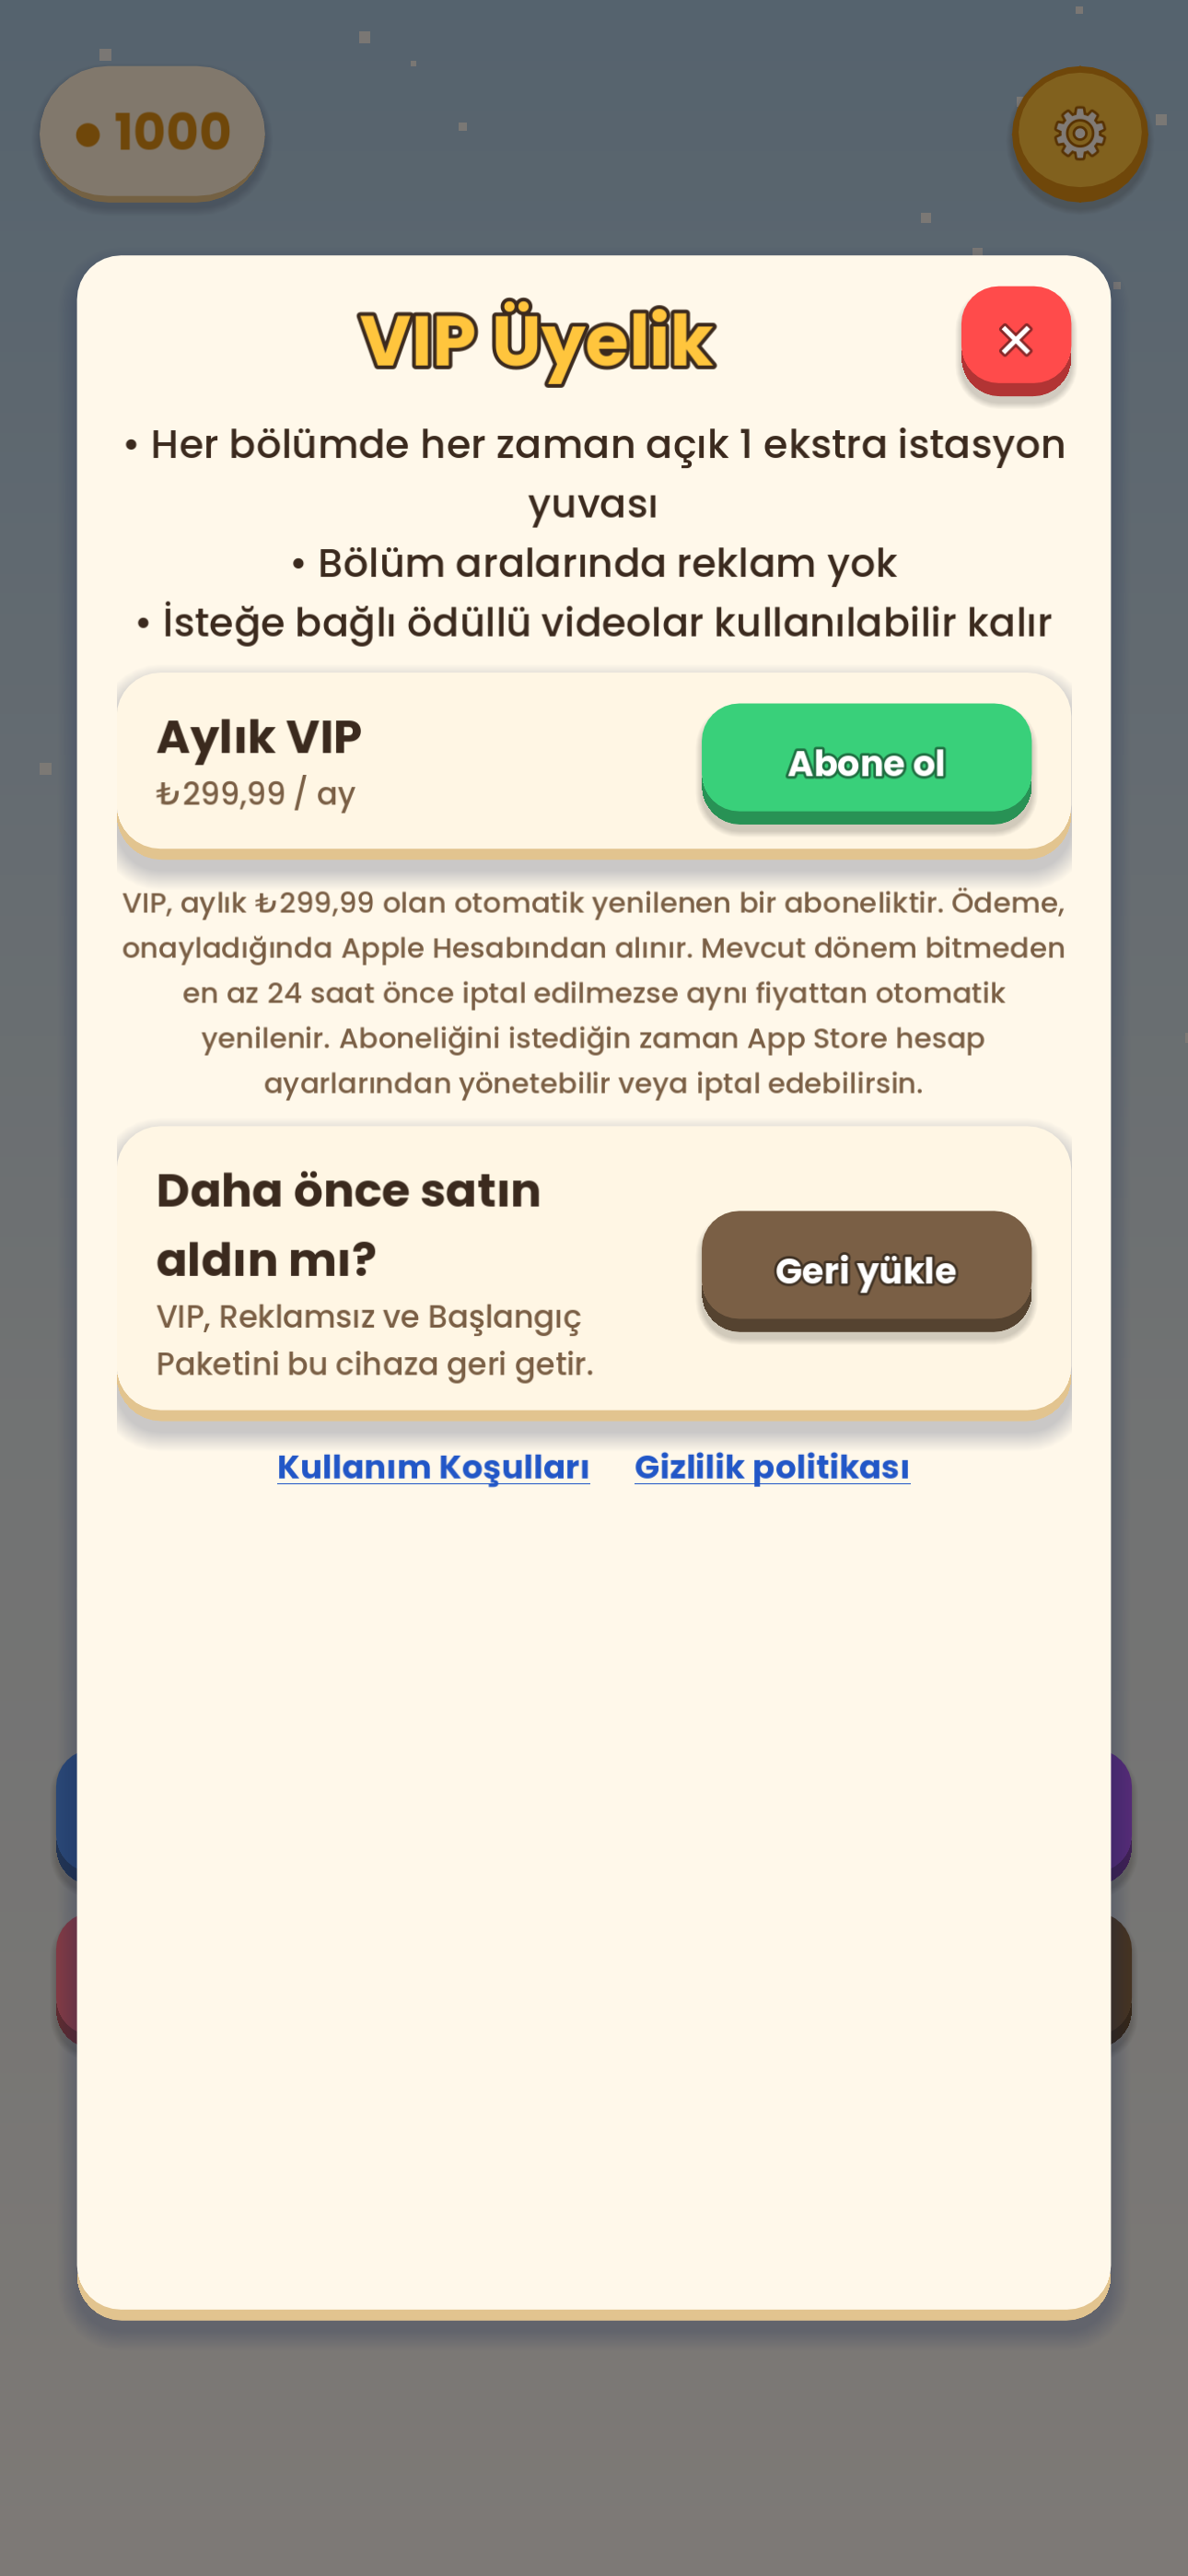 1000
VIP Üyelik
• Her bölümde her zaman açık 1 ekstra istasyon
yuvası
• Bölüm aralarında reklam yok
• İsteğe bağlı ödüllü videolar kullanılabilir kalır
Aylık VIP
₺299,99 / ay
Abone ol
VIP, aylık ₺299,99 olan otomatik yenilenen bir aboneliktir. Ödeme,
onayladığında Apple Hesabından alınır. Mevcut dönem bitmeden
en az 24 saat önce iptal edilmezse aynı fiyattan otomatik
yenilenir. Aboneliğini istediğin zaman App Store hesap
ayarlarından yönetebilir veya iptal edebilirsin.
Daha önce satın
aldın mı?
VIP, Reklamsız ve Başlangıç
Paketini bu cihaza geri getir.
Geri yükle
Kullanım Koşulları Gizlilik politikası